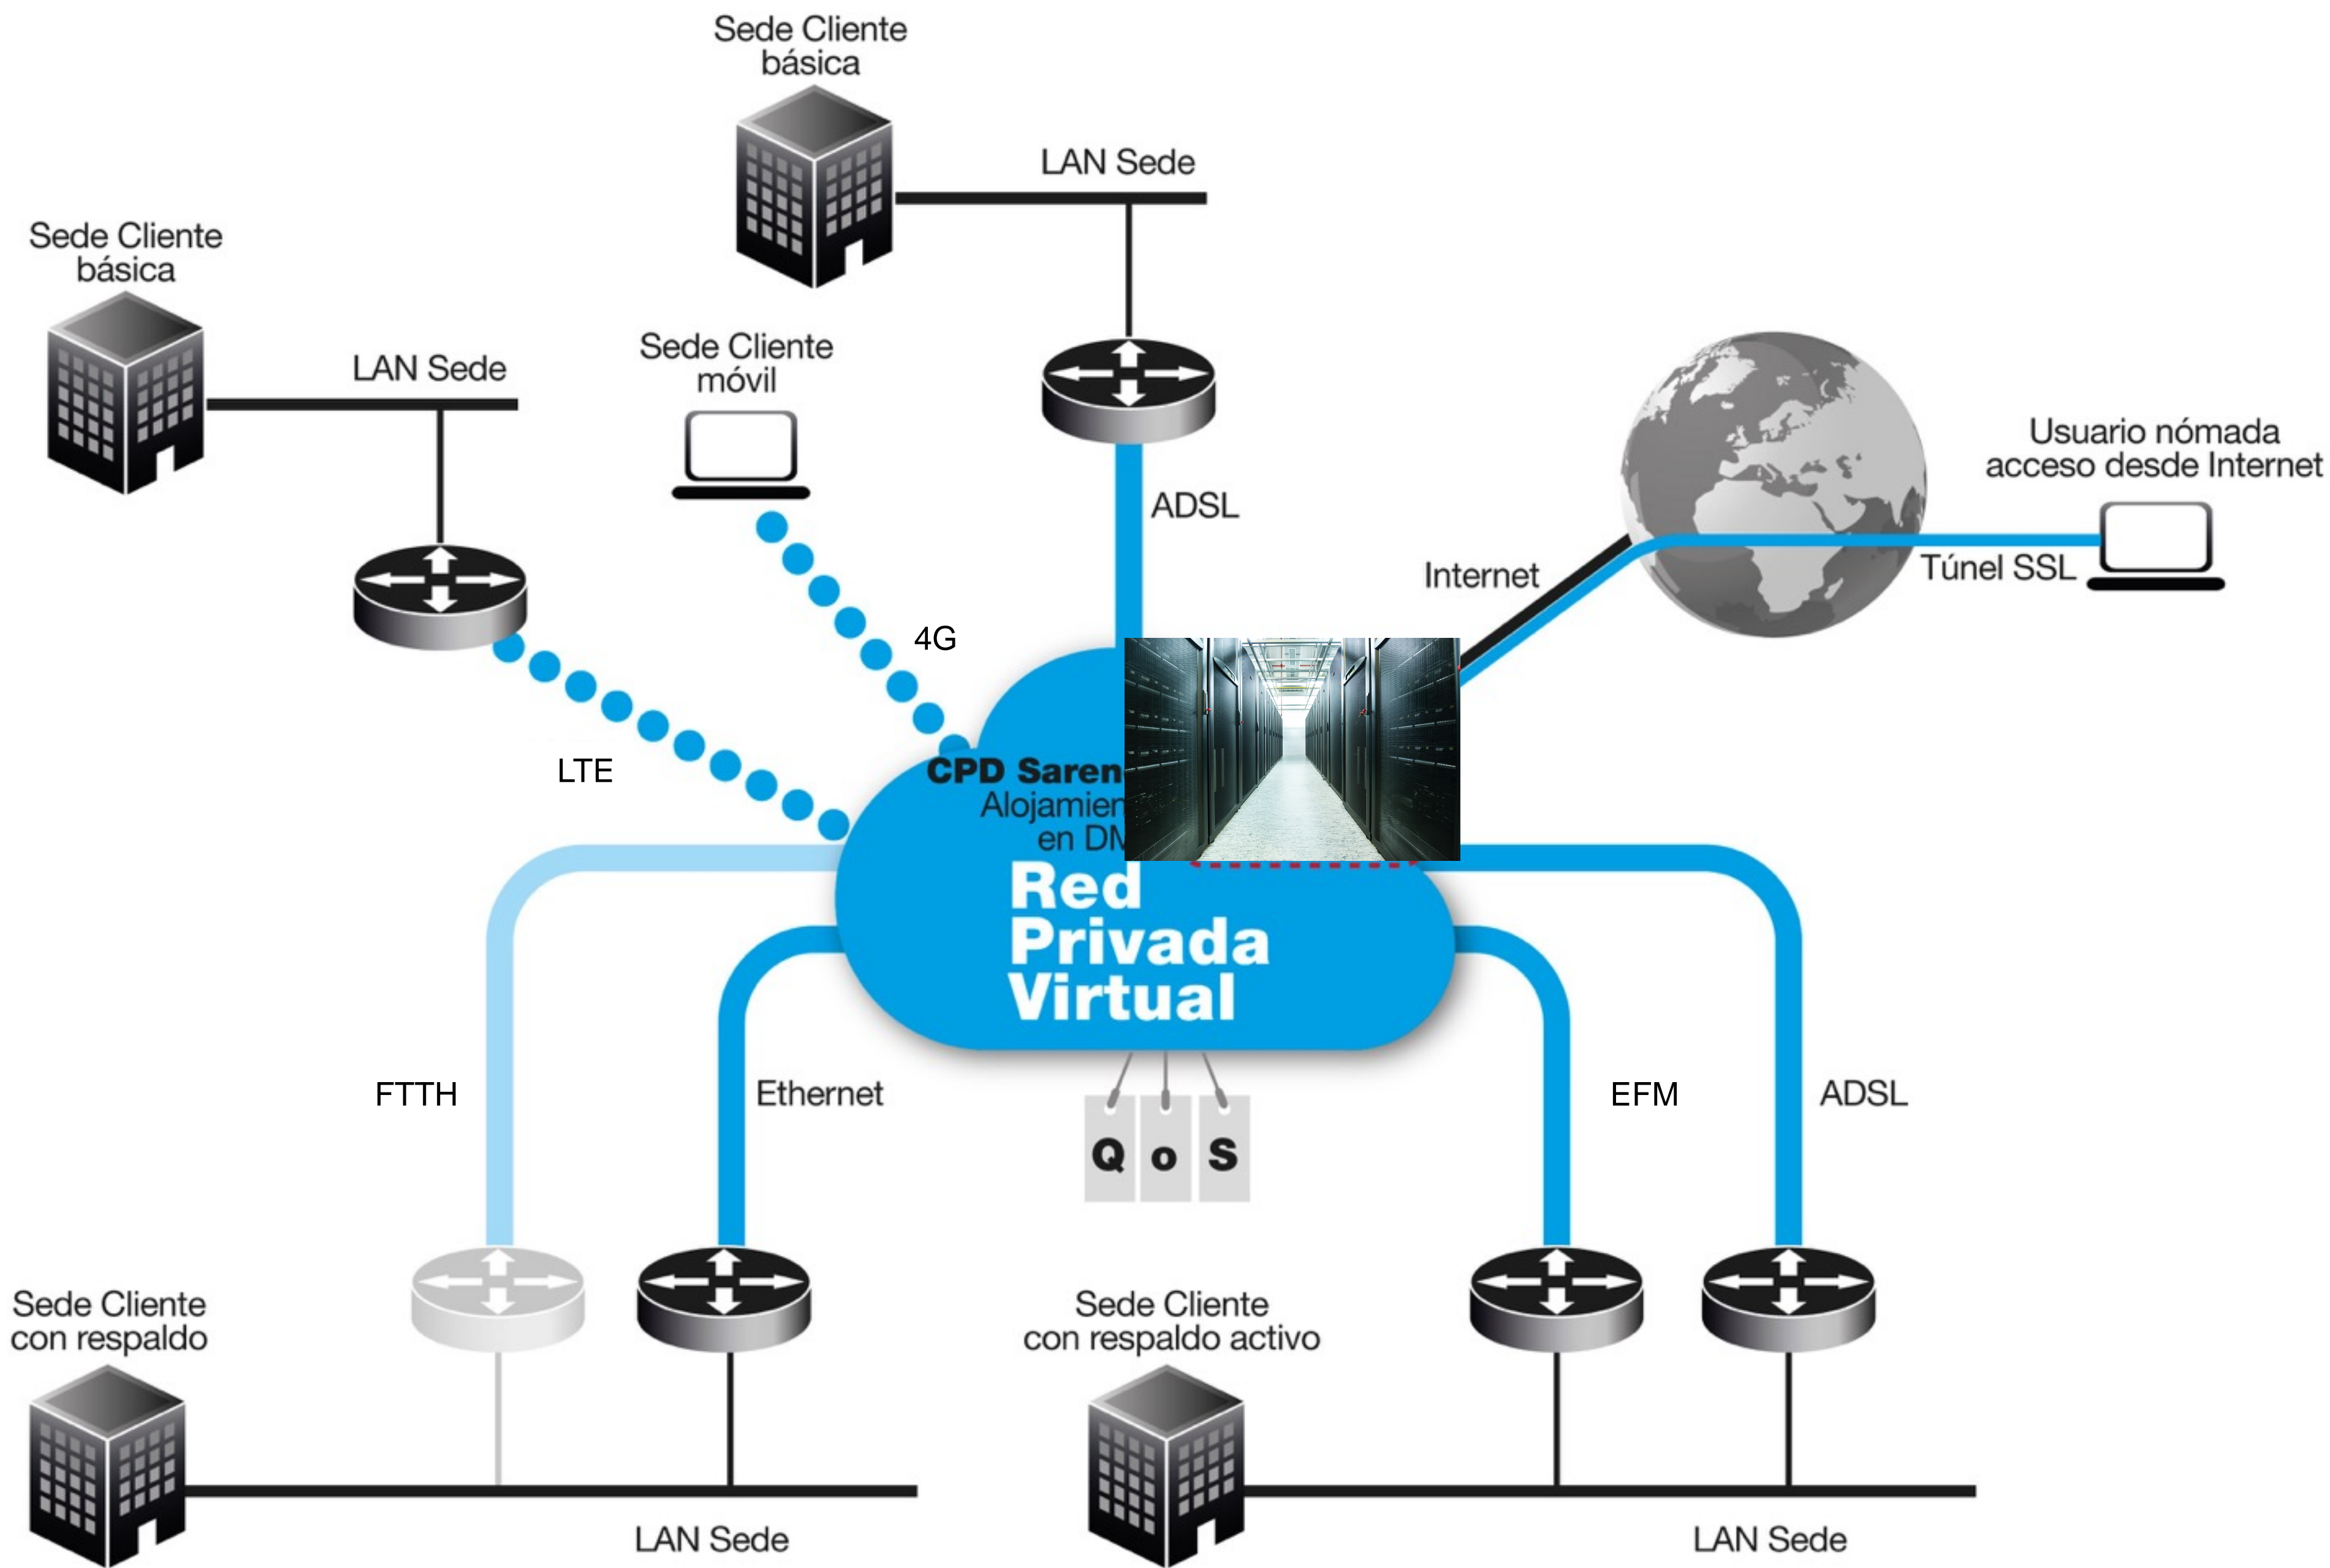 Sede Cliente
básica
LAN Sede
Sede Cliente
básica
LAN Sede
Sede Cliente
móvil
ADSL
Usuario nómada
acceso desde Internet
Internet
Túnel SSL
4G
LTE
CPD
en
Red
Privada
Virtual
FTTH
Ethernet
EFM
ADSL
Q o S
Sede Cliente
con respaldo
LAN Sede
Sede Cliente
con respaldo activo
LAN Sede